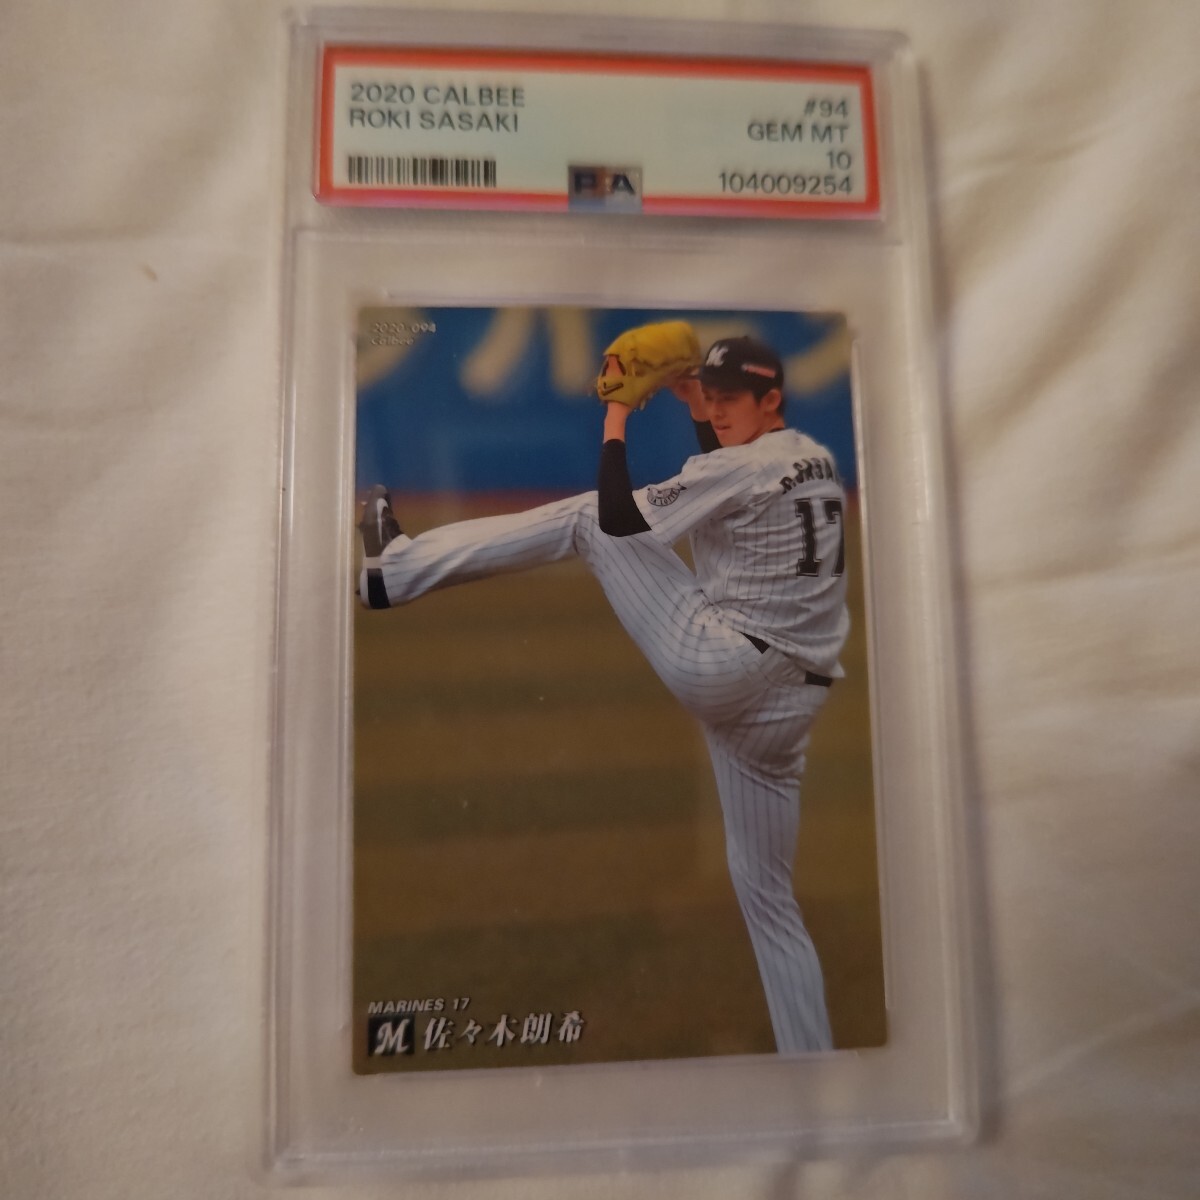 2020 CALBEE
ROKI SASAKI
#94
GEM MT
10
104009254
PSA
2020 094
Calbee
M
R.SASA
17
MARINES 17
M 佐々木朗希